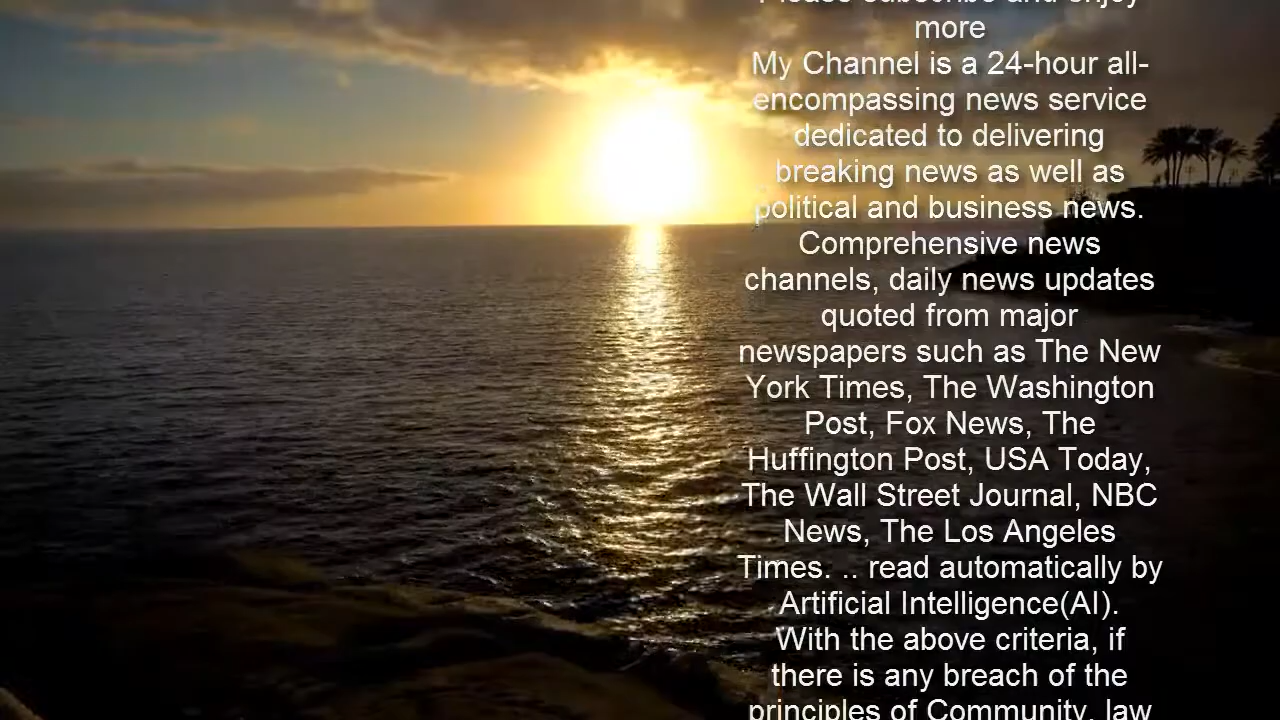 Please subscribe and enjoy
more
My Channel is a 24-hour all-
encompassing news service
dedicated to delivering
breaking news as well as
political and business news.
Comprehensive news
channels, daily news updates
quoted from major
newspapers such as The New
York Times, The Washington
Post, Fox News, The
Huffington Post, USA Today,
The Wall Street Journal, NBC
News, The Los Angeles
Times. .. read automatically by
Artificial Intelligence(AI).
With the above criteria, if
there is any breach of the
principles of Community, law